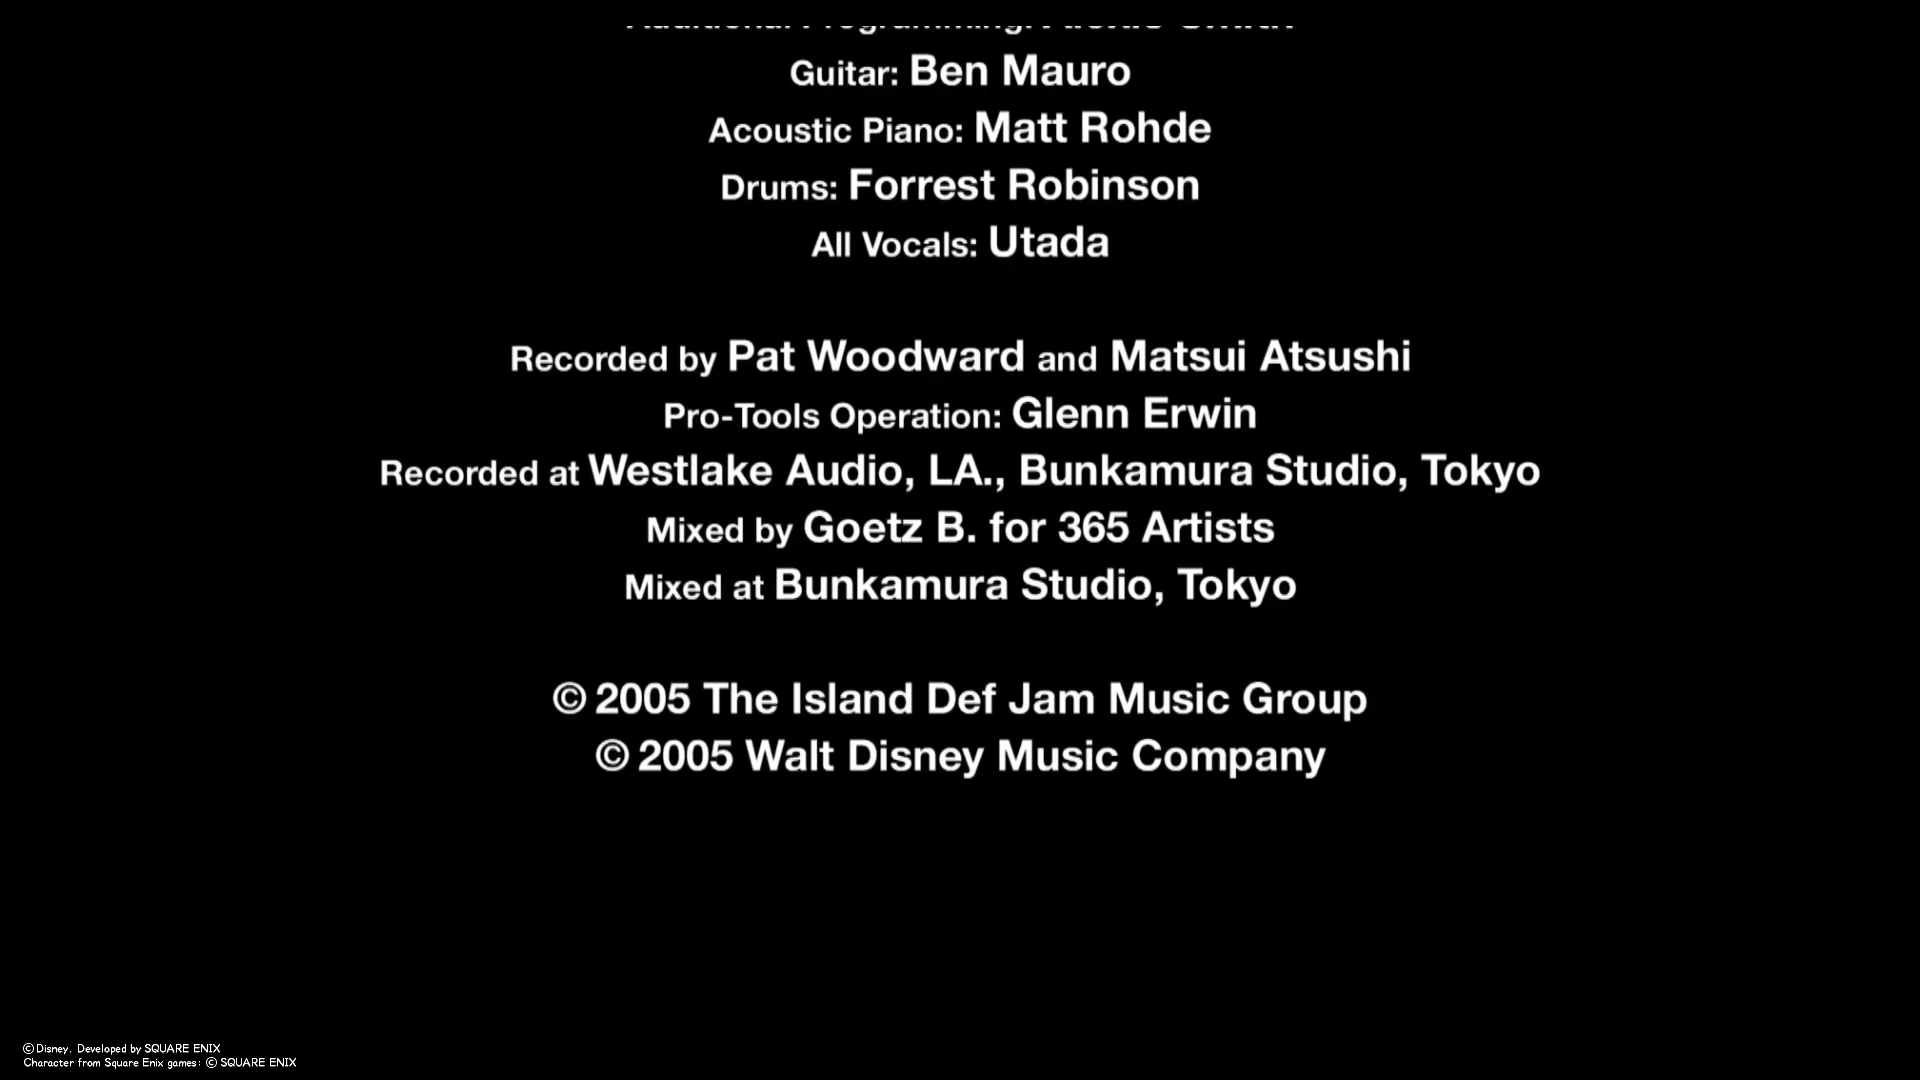 Guitar: Ben Mauro
Acoustic Piano: Matt Rohde
Drums: Forrest Robinson
All Vocals: Utada
Recorded by Pat Woodward and Matsui Atsushi
Pro-Tools Operation: Glenn Erwin
Recorded at Westlake Audio, LA., Bunkamura Studio, Tokyo
Mixed by Goetz B. for 365 Artists
Mixed at Bunkamura Studio, Tokyo
© 2005 The Island Def Jam Music Group
© 2005 Walt Disney Music Company
© Disney. Developed by SQUARE ENIX
Character from Square Enix games: © SQUARE ENIX